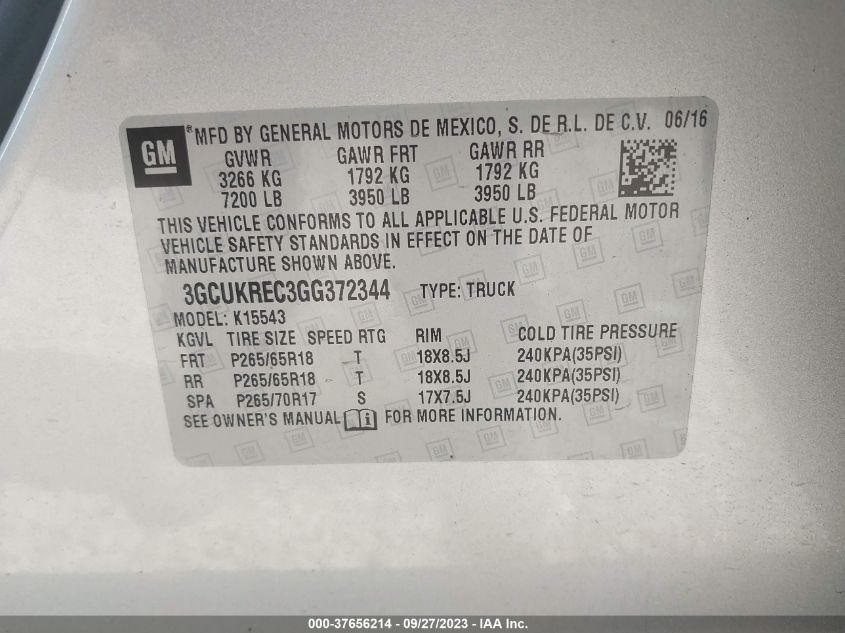 GM ® MFD BY GENERAL MOTORS DE MEXICO, S. DE R.L. DE C.V. 06/16
GVWR GAWR FRT GAWR RR
3266 KG 1792 KG 1792 KG
7200 LB 3950 LB 3950 LB
THIS VEHICLE CONFORMS TO ALL APPLICABLE U.S. FEDERAL MOTOR
VEHICLE SAFETY STANDARDS IN EFFECT ON THE DATE OF
MANUFACTURE SHOWN ABOVE.
3GCUKREC3GG372344 TYPE: TRUCK
MODEL: K15543
KGVL TIRE SIZE SPEED RTG RIM COLD TIRE PRESSURE
FRT P265/65R18 T 18X8.5J 240KPA(35PSI)
RR P265/65R18 T 18X8.5J 240KPA(35PSI)
SPA P265/70R17 S 17X7.5J 240KPA(35PSI)
SEE OWNER'S MANUAL i FOR MORE INFORMATION.
000-37656214 - 09/27/2023 - IAA Inc.